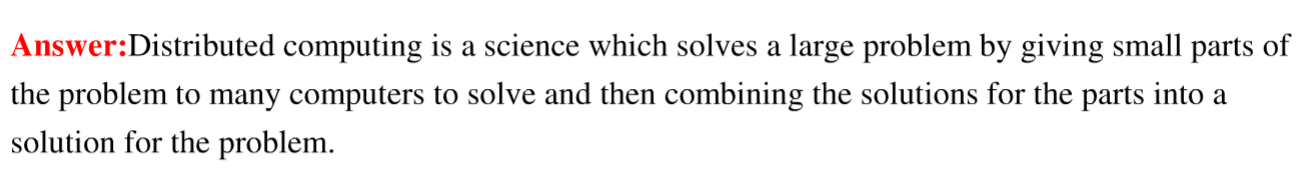 Answer:Distributed computing is a science which solves a large problem by giving small parts of
the problem to many computers to solve and then combining the solutions for the parts into a
solution for the problem.